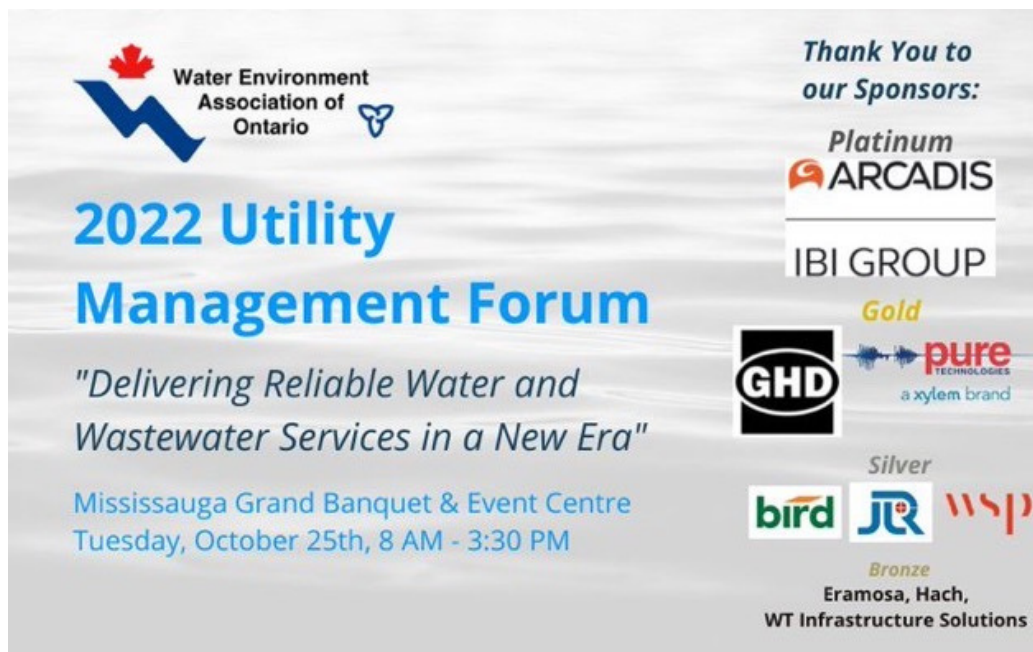 Water Environment
Association of
Ontario
2022 Utility
Management Forum
"Delivering Reliable Water and
Wastewater Services in a New Era"
Mississauga Grand Banquet & Event Centre
Tuesday, October 25th, 8 AM - 3:30 PM
Thank You to
our Sponsors:
Platinum
ARCADIS
IBI GROUP
Gold
GHD
pure
TECHNOLOGIES
a xylem brand
Silver
bird
JLR
wsp
Bronze
Eramosa, Hach,
WT Infrastructure Solutions